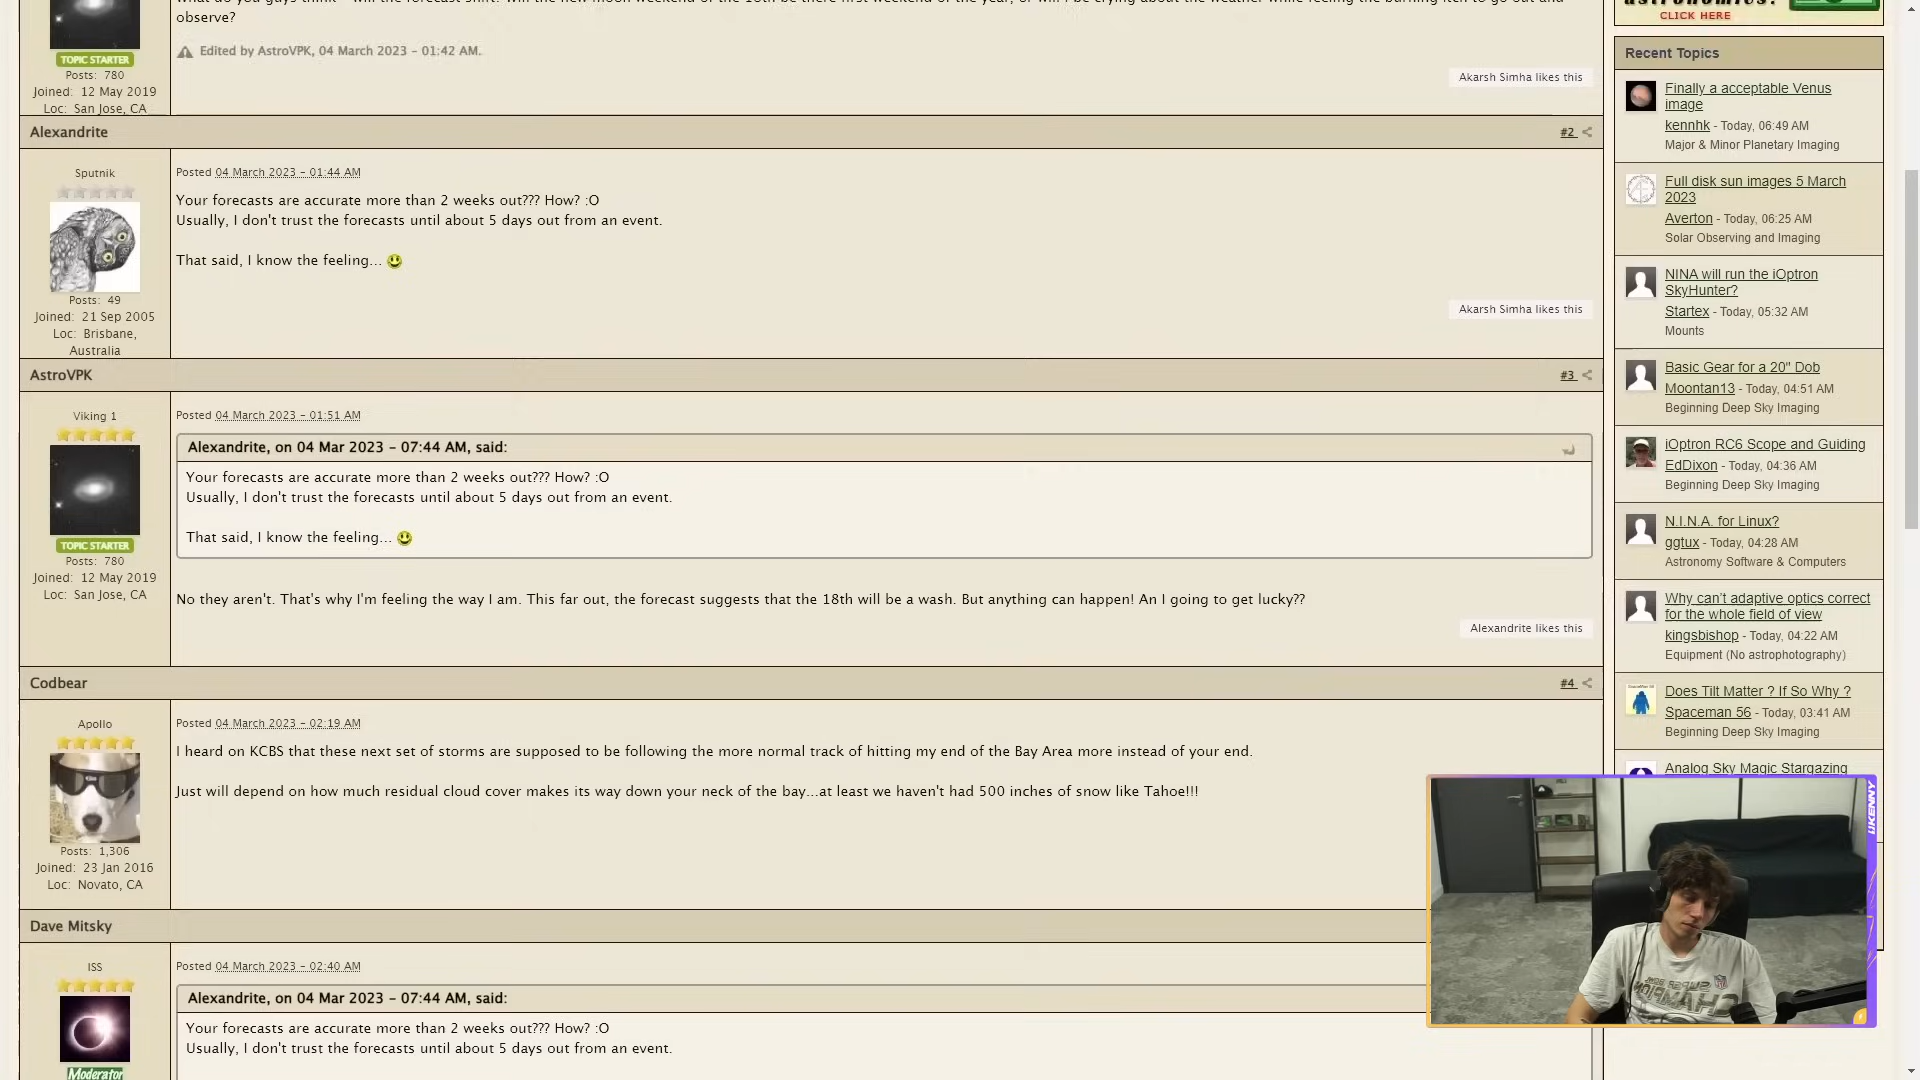 observe?
Edited by AstroVPK, 04 March 2023 - 01:42 AM.
TOPIC STARTER
Posts: 780
Joined: 12 May 2019
Loc: San Jose, CA
Akarsh Simha likes this
Alexandrite
#2
Sputnik
Posts: 49
Joined: 21 Sep 2005
Loc: Brisbane,
Australia
Posted 04 March 2023 - 01:44 AM
Your forecasts are accurate more than 2 weeks out??? How? :O
Usually, I don't trust the forecasts until about 5 days out from an event.
That said, I know the feeling...
Akarsh Simha likes this
AstroVPK
#3
Viking 1
TOPIC STARTER
Posts: 780
Joined: 12 May 2019
Loc: San Jose, CA
Posted 04 March 2023 - 01:51 AM
Alexandrite, on 04 Mar 2023 - 07:44 AM, said:
Your forecasts are accurate more than 2 weeks out??? How? :O
Usually, I don't trust the forecasts until about 5 days out from an event.
That said, I know the feeling...
No they aren't. That's why I'm feeling the way I am. This far out, the forecast suggests that the 18th will be a wash. But anything can happen! An I going to get lucky??
Alexandrite likes this
Codbear
#4
Apollo
Posts: 1,306
Joined: 23 Jan 2016
Loc: Novato, CA
Posted 04 March 2023 - 02:19 AM
I heard on KCBS that these next set of storms are supposed to be following the more normal track of hitting my end of the Bay Area more instead of your end.
Just will depend on how much residual cloud cover makes its way down your neck of the bay...at least we haven't had 500 inches of snow like Tahoe!!!
Dave Mitsky
ISS
Moderator
Posted 04 March 2023 - 02:40 AM
Alexandrite, on 04 Mar 2023 - 07:44 AM, said:
Your forecasts are accurate more than 2 weeks out??? How? :O
Usually, I don't trust the forecasts until about 5 days out from an event.
astronomics!
CLICK HERE
Recent Topics
Finally a acceptable Venus
image
kennhk - Today, 06:49 AM
Major & Minor Planetary Imaging
Full disk sun images 5 March
2023
Averton - Today, 06:25 AM
Solar Observing and Imaging
NINA will run the iOptron
SkyHunter?
Startex - Today, 05:32 AM
Mounts
Basic Gear for a 20" Dob
Moontan13 - Today, 04:51 AM
Beginning Deep Sky Imaging
iOptron RC6 Scope and Guiding
EdDixon - Today, 04:36 AM
Beginning Deep Sky Imaging
N.I.N.A. for Linux?
ggtux - Today, 04:28 AM
Astronomy Software & Computers
Why can't adaptive optics correct
for the whole field of view
kingsbishop - Today, 04:22 AM
Equipment (No astrophotography)
Does Tilt Matter ? If So Why ?
Spaceman 56 - Today, 03:41 AM
Beginning Deep Sky Imaging
Analog Sky Magic Stargazing